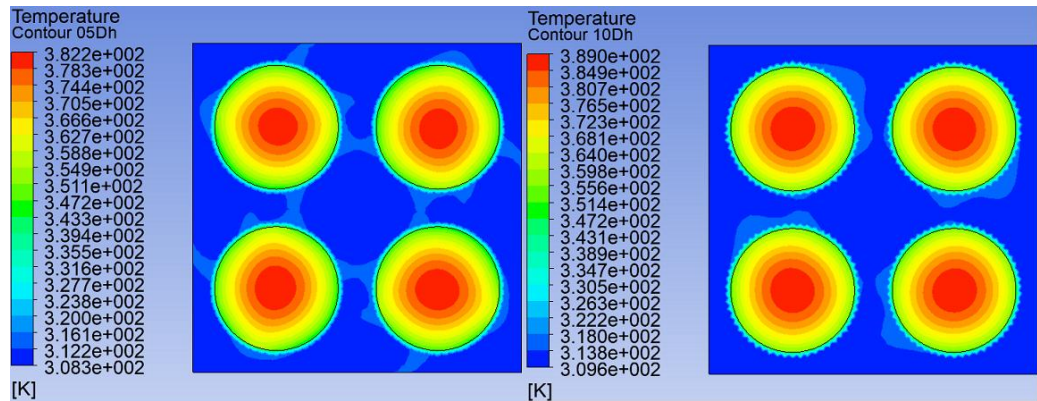 Temperature
Contour 05Dh
3.822e+002
3.783e+002
3.744e+002
3.705e+002
3.666e+002
3.627e+002
3.588e+002
3.549e+002
3.511e+002
3.472e+002
3.433e+002
3.394e+002
3.355e+002
3.316e+002
3.277e+002
3.238e+002
3.200e+002
3.161e+002
3.122e+002
3.083e+002
[K]
Temperature
Contour 10Dh
3.890e+002
3.849e+002
3.807e+002
3.765e+002
3.723e+002
3.681e+002
3.640e+002
3.598e+002
3.556e+002
3.514e+002
3.472e+002
3.431e+002
3.389e+002
3.347e+002
3.305e+002
3.263e+002
3.222e+002
3.180e+002
3.138e+002
3.096e+002
[K]